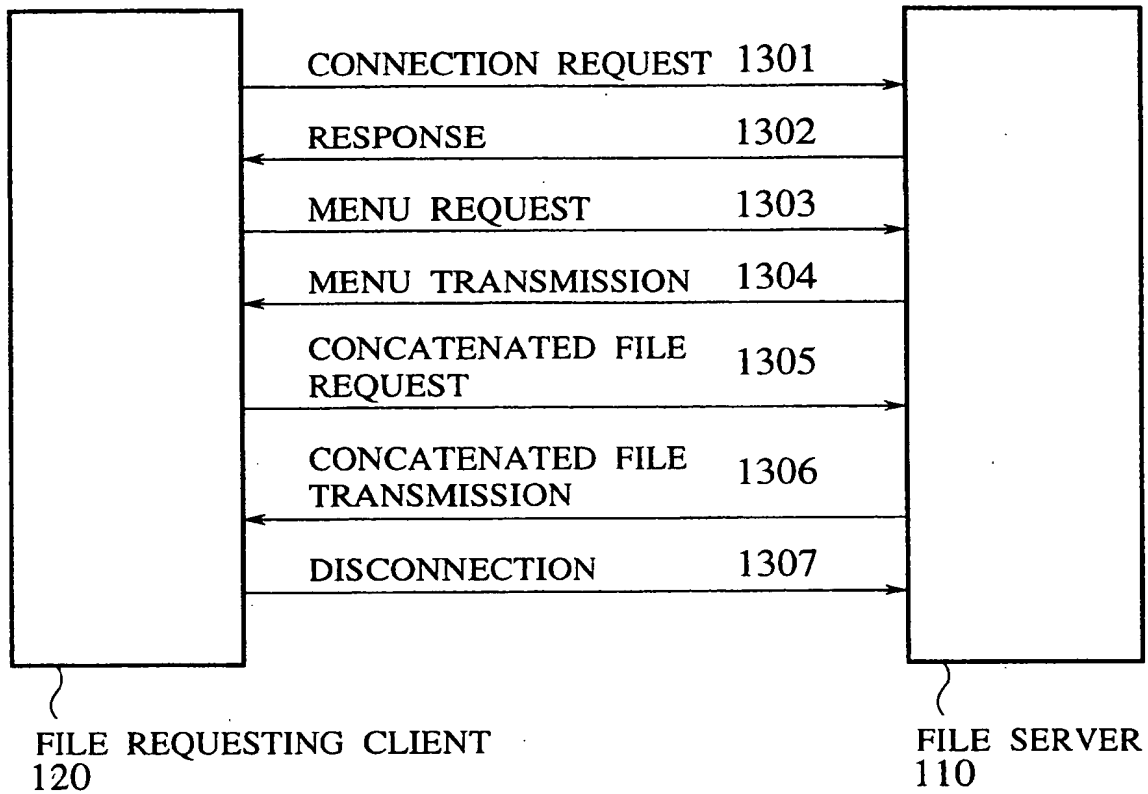 CONNECTION REQUEST 1301
RESPONSE 1302
MENU REQUEST 1303
MENU TRANSMISSION 1304
CONCATENATED FILE
REQUEST 1305
CONCATENATED FILE
TRANSMISSION 1306
DISCONNECTION 1307
FILE REQUESTING CLIENT
120
FILE SERVER
110